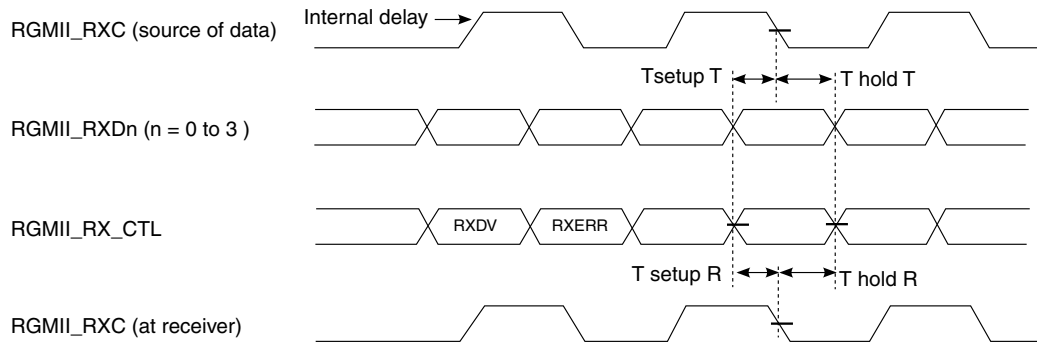 Internal delay
RGMII_RXC (source of data)
Tsetup T
T hold T
RGMII_RXDn (n = 0 to 3 )
RGMII_RX_CTL
RXDV
RXERR
T setup R
T hold R
RGMII_RXC (at receiver)